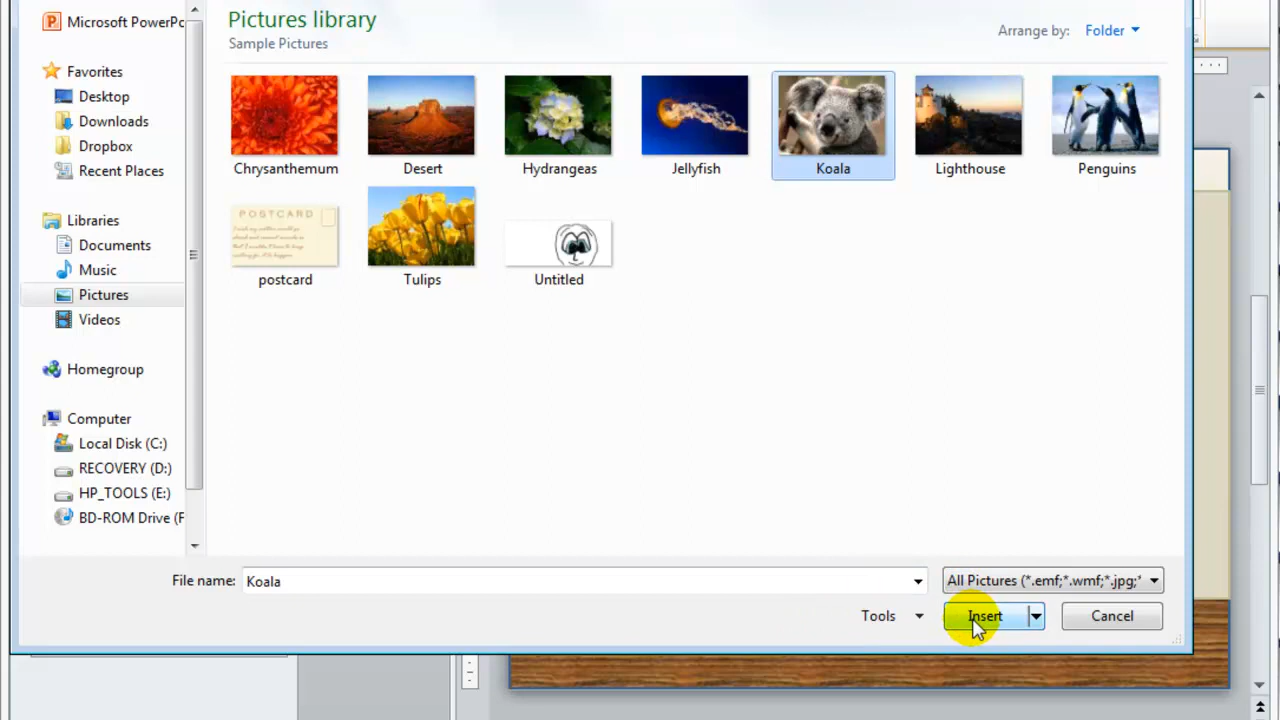 Microsoft PowerPc
Pictures library
Sample Pictures
Arrange by: Folder
Favorites
Desktop
Downloads
Dropbox
Recent Places
Libraries
Documents
Music
Pictures
Videos
Homegroup
Computer
Local Disk (C:)
RECOVERY (D:)
HP_TOOLS (E:)
BD-ROM Drive (F
Chrysanthemum
Desert
Hydrangeas
Jellyfish
Koala
Lighthouse
Penguins
POSTCARD
postcard
Tulips
Untitled
File name: Koala
All Pictures (*.emf;*.wmf;*.jpg;*
Tools
Insert
Cancel